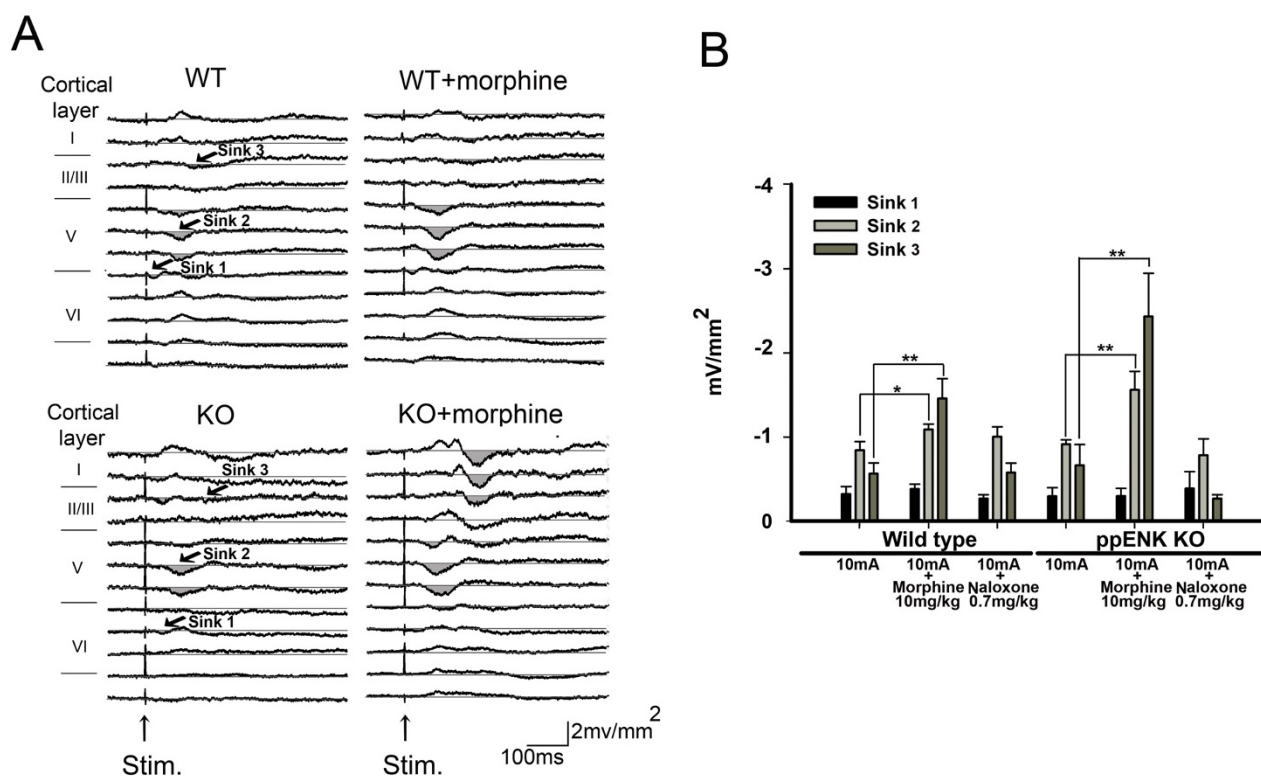 A
WT
WT+morphine
Cortical
layer
I
II/III
V
VI
Sink 3
Sink 2
Sink 1
KO
KO+morphine
Cortical
layer
I
II/III
V
VI
Sink 3
Sink 2
Sink 1
Stim.
Stim.
2mv/mm2
100ms
B
mV/mm2
-4
-3
-2
-1
0
Sink 1
Sink 2
Sink 3
*
**
**
**
Wild type
ppENK KO
10mA
10mA
+
Morphine
10mg/kg
10mA
+
Naloxone
0.7mg/kg
10mA
10mA
+
Morphine
10mg/kg
10mA
+
Naloxone
0.7mg/kg